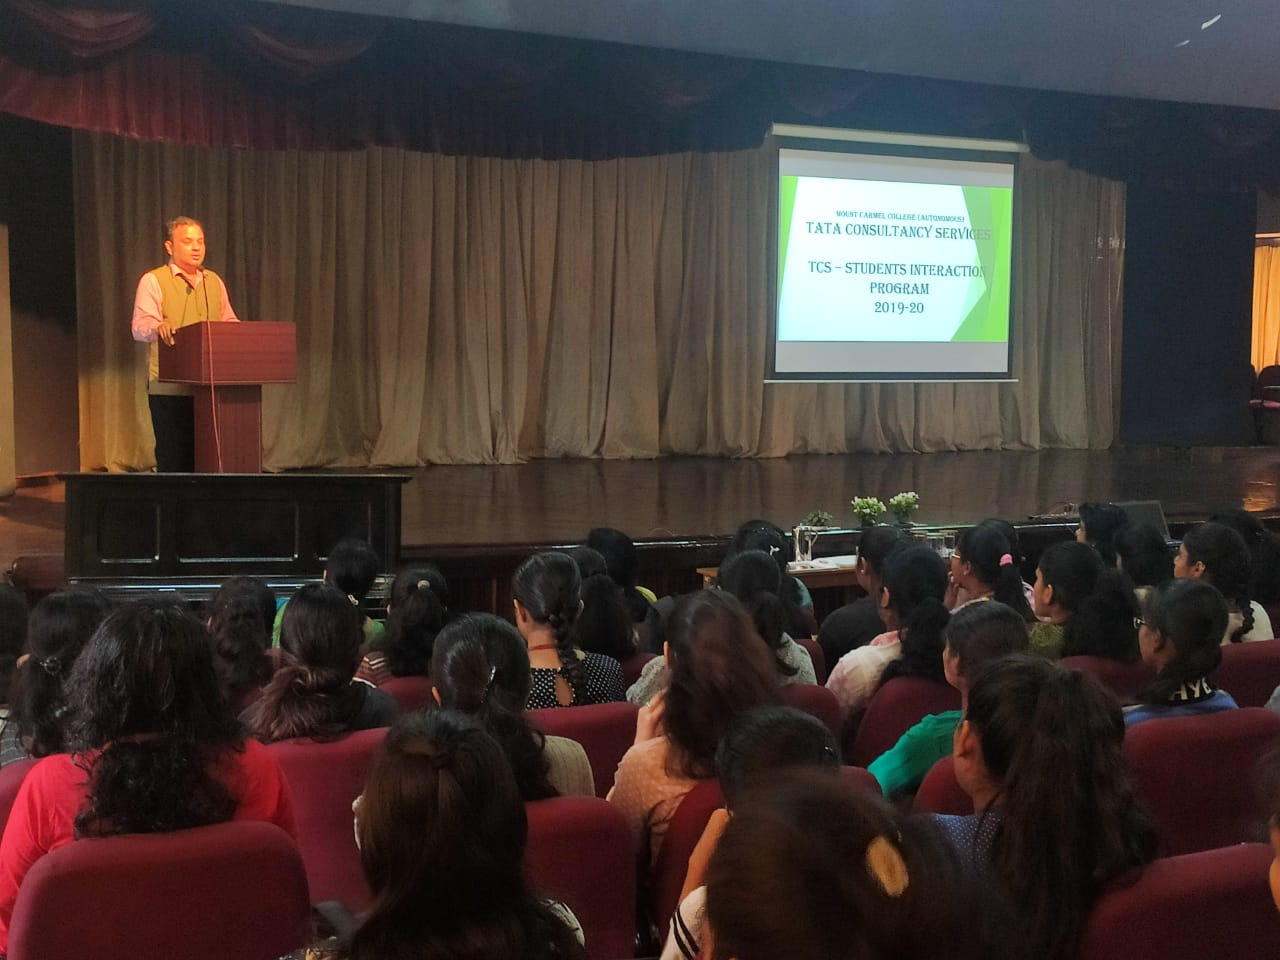 MOUNT CARMEL COLLEGE (AUTONOMOUS)
TATA CONSULTANCY SERVICES
TCS – STUDENTS INTERACTION
PROGRAM
2019-20